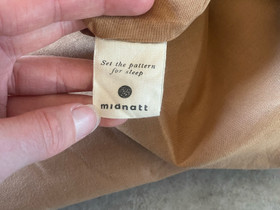 Set the pattern
for sleep
midnatt